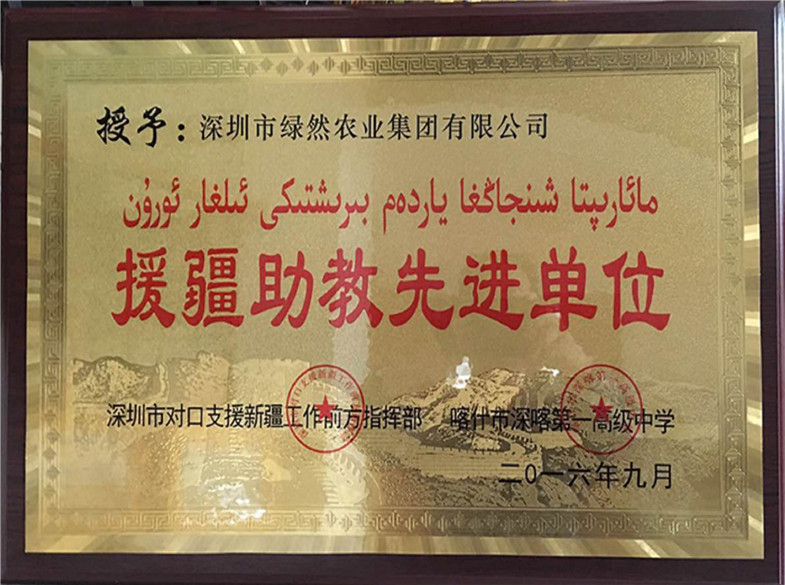 授予：深圳市绿然农业集团有限公司
مائارىپتا شىنجاڭغا ياردەم بېرىشتىكى ئىلغار ئورۇن
援疆助教先进单位
深圳市对口支援新疆工作前方指挥部 喀什市深喀第一高级中学
二〇一六年九月